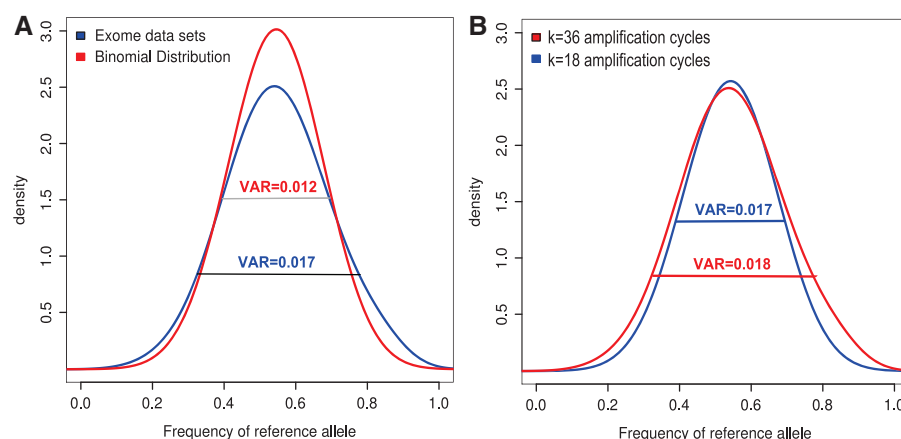 A
Exome data sets
Binomial Distribution
VAR=0.012
VAR=0.017
density
0.5
1.0
1.5
2.0
2.5
3.0
0.0
0.2
0.4
0.6
0.8
1.0
Frequency of reference allele
B
k=36 amplification cycles
k=18 amplification cycles
VAR=0.017
VAR=0.018
density
0.5
1.0
1.5
2.0
2.5
3.0
0.0
0.2
0.4
0.6
0.8
1.0
Frequency of reference allele